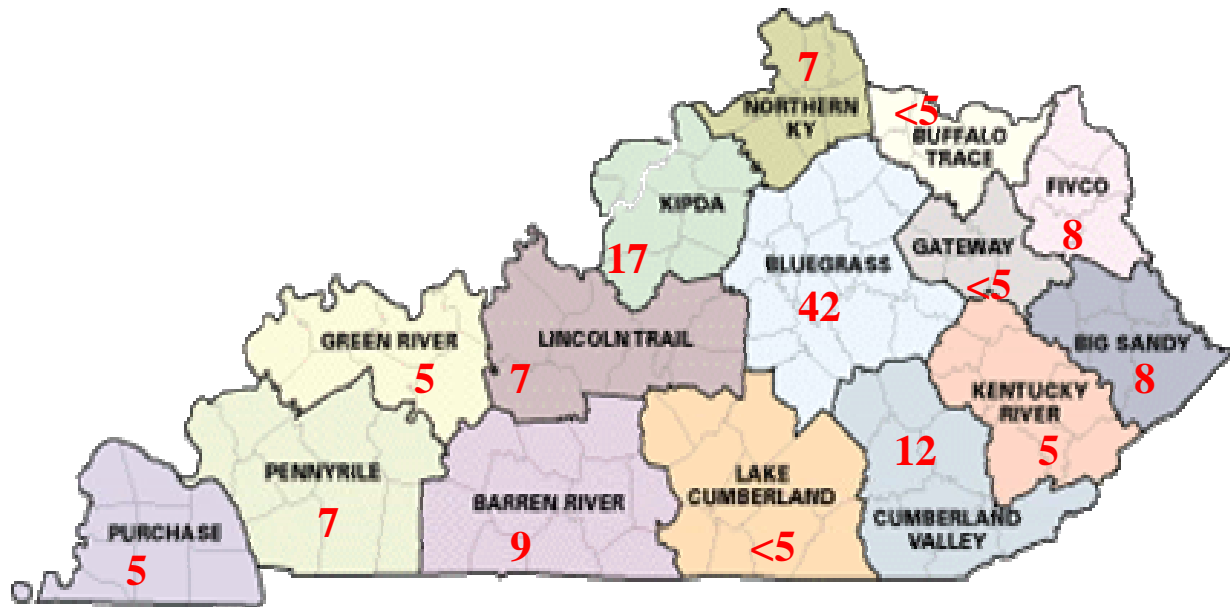 7
NORTHERN
KY
<5
BUFFALO
TRACE
FIVCO
8
KIPDA
17
BLUEGRASS
42
GATEWAY
<5
GREEN RIVER
5
LINCOLN TRAIL
7
BIG SANDY
8
KENTUCKY
RIVER
5
12
CUMBERLAND
VALLEY
LAKE
CUMBERLAND
<5
BARREN RIVER
9
PENNYRILE
7
PURCHASE
5